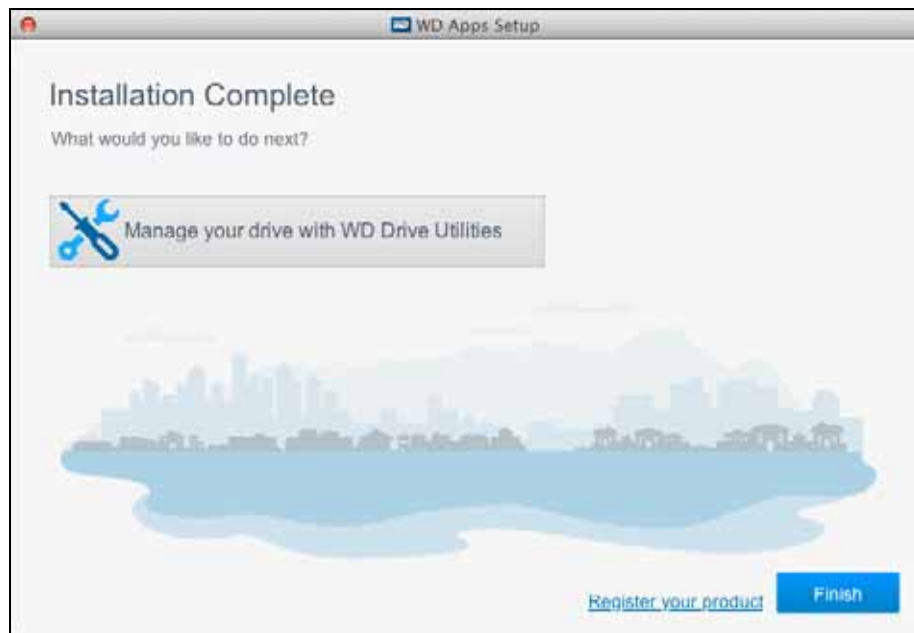 WD Apps Setup
Installation Complete
What would you like to do next?
Manage your drive with WD Drive Utilities
Register your product
Finish